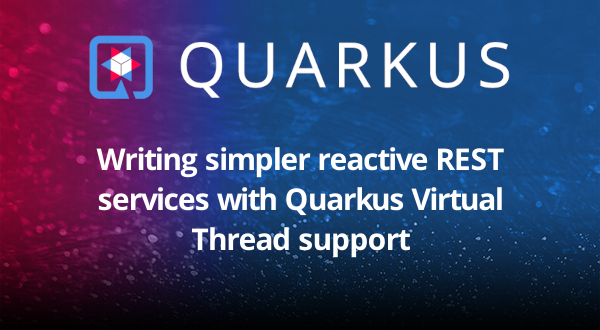 QUARKUS
Writing simpler reactive REST
services with Quarkus Virtual
Thread support